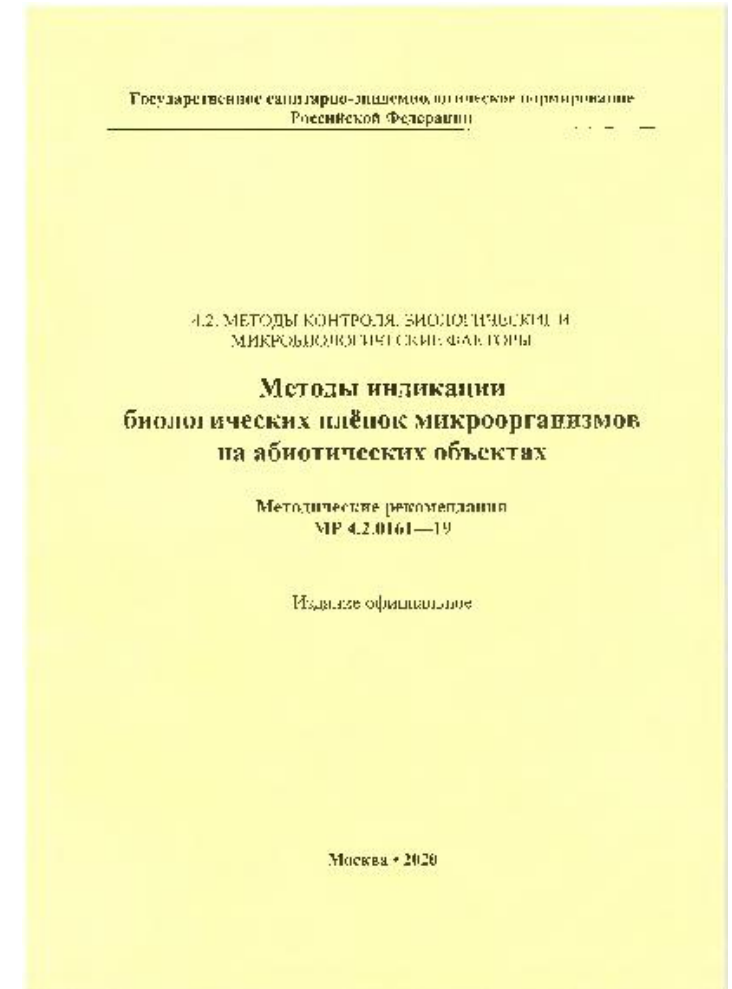 Государственное санитарно-эпидемиологическое нормирование
Российской Федерации
4.2. МЕТОДЫ КОНТРОЛЯ. БИОЛОГИЧЕСКИЕ И
МИКРОБИОЛОГИЧЕСКИЕ ФАКТОРЫ
Методы индикации
биологических плёнок микроорганизмов
на абиотических объектах
Методические рекомендации
МР 4.2.0161—19
Издание официальное
Москва • 2020